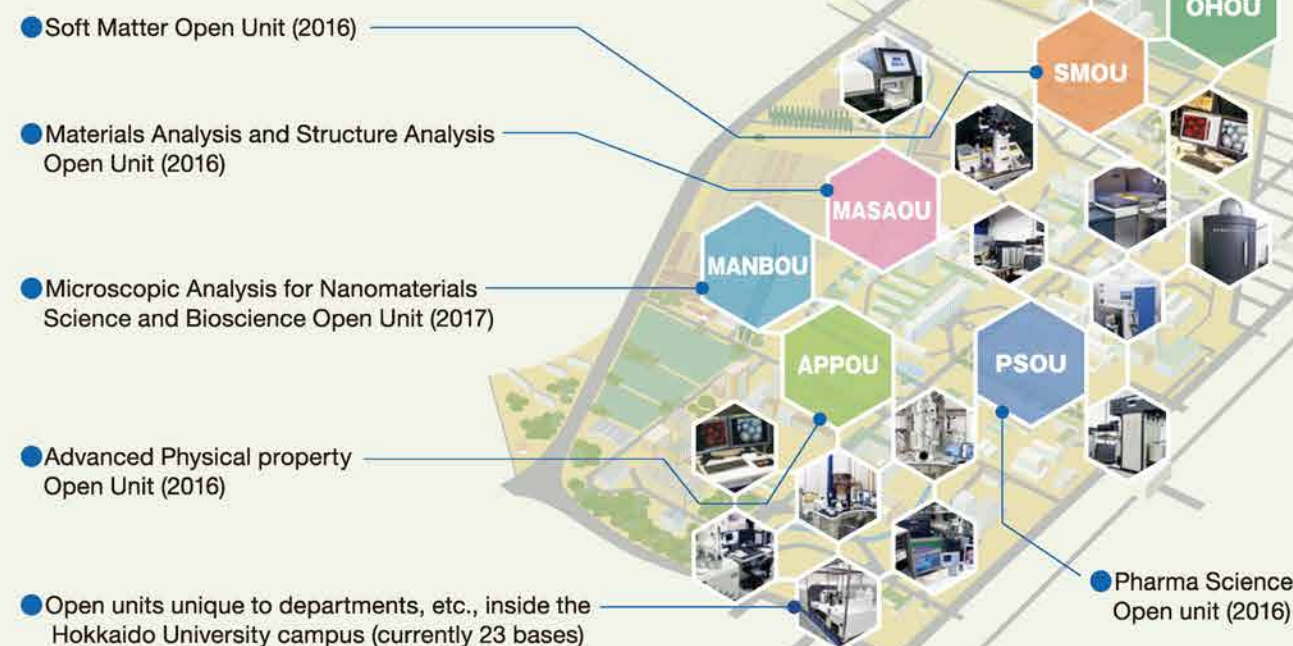 OHOU
Soft Matter Open Unit (2016)
SMOU
Materials Analysis and Structure Analysis
Open Unit (2016)
MASAOU
MANBOU
Microscopic Analysis for Nanomaterials
Science and Bioscience Open Unit (2017)
APPOU
PSOU
Advanced Physical property
Open Unit (2016)
Pharma Science
Open unit (2016)
Open units unique to departments, etc., inside the
Hokkaido University campus (currently 23 bases)